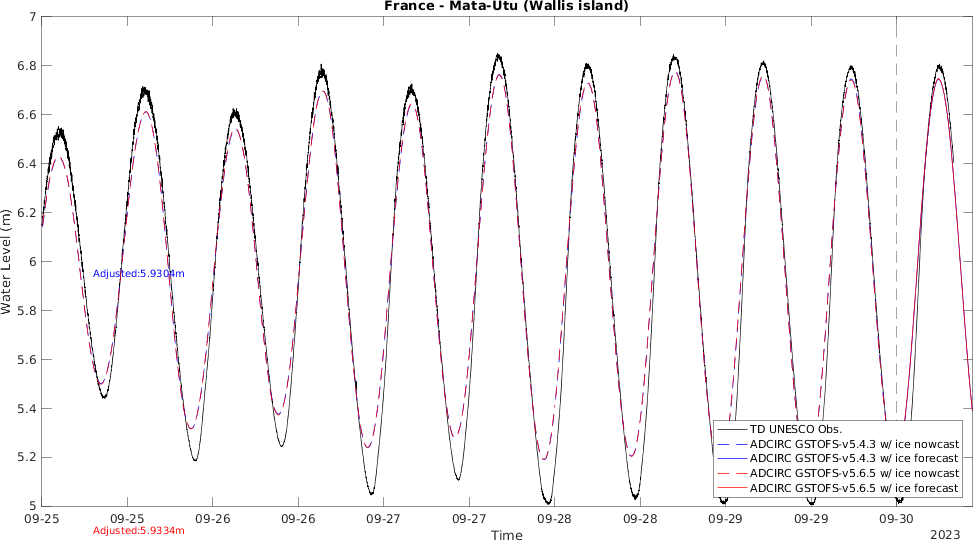 France - Mata-Utu (Wallis island)
7
6.8
6.6
6.4
6.2
6
5.8
5.6
5.4
5.2
5
Water Level (m)
Adjusted:5.9304m
TD UNESCO Obs.
ADCIRC GSTOFS-v5.4.3 w/ ice nowcast
ADCIRC GSTOFS-v5.4.3 w/ ice forecast
ADCIRC GSTOFS-v5.6.5 w/ ice nowcast
ADCIRC GSTOFS-v5.6.5 w/ ice forecast
09-25 09-25 09-26 09-26 09-27 09-27 09-28 09-28 09-29 09-29 09-30
Adjusted:5.9334m
Time
2023